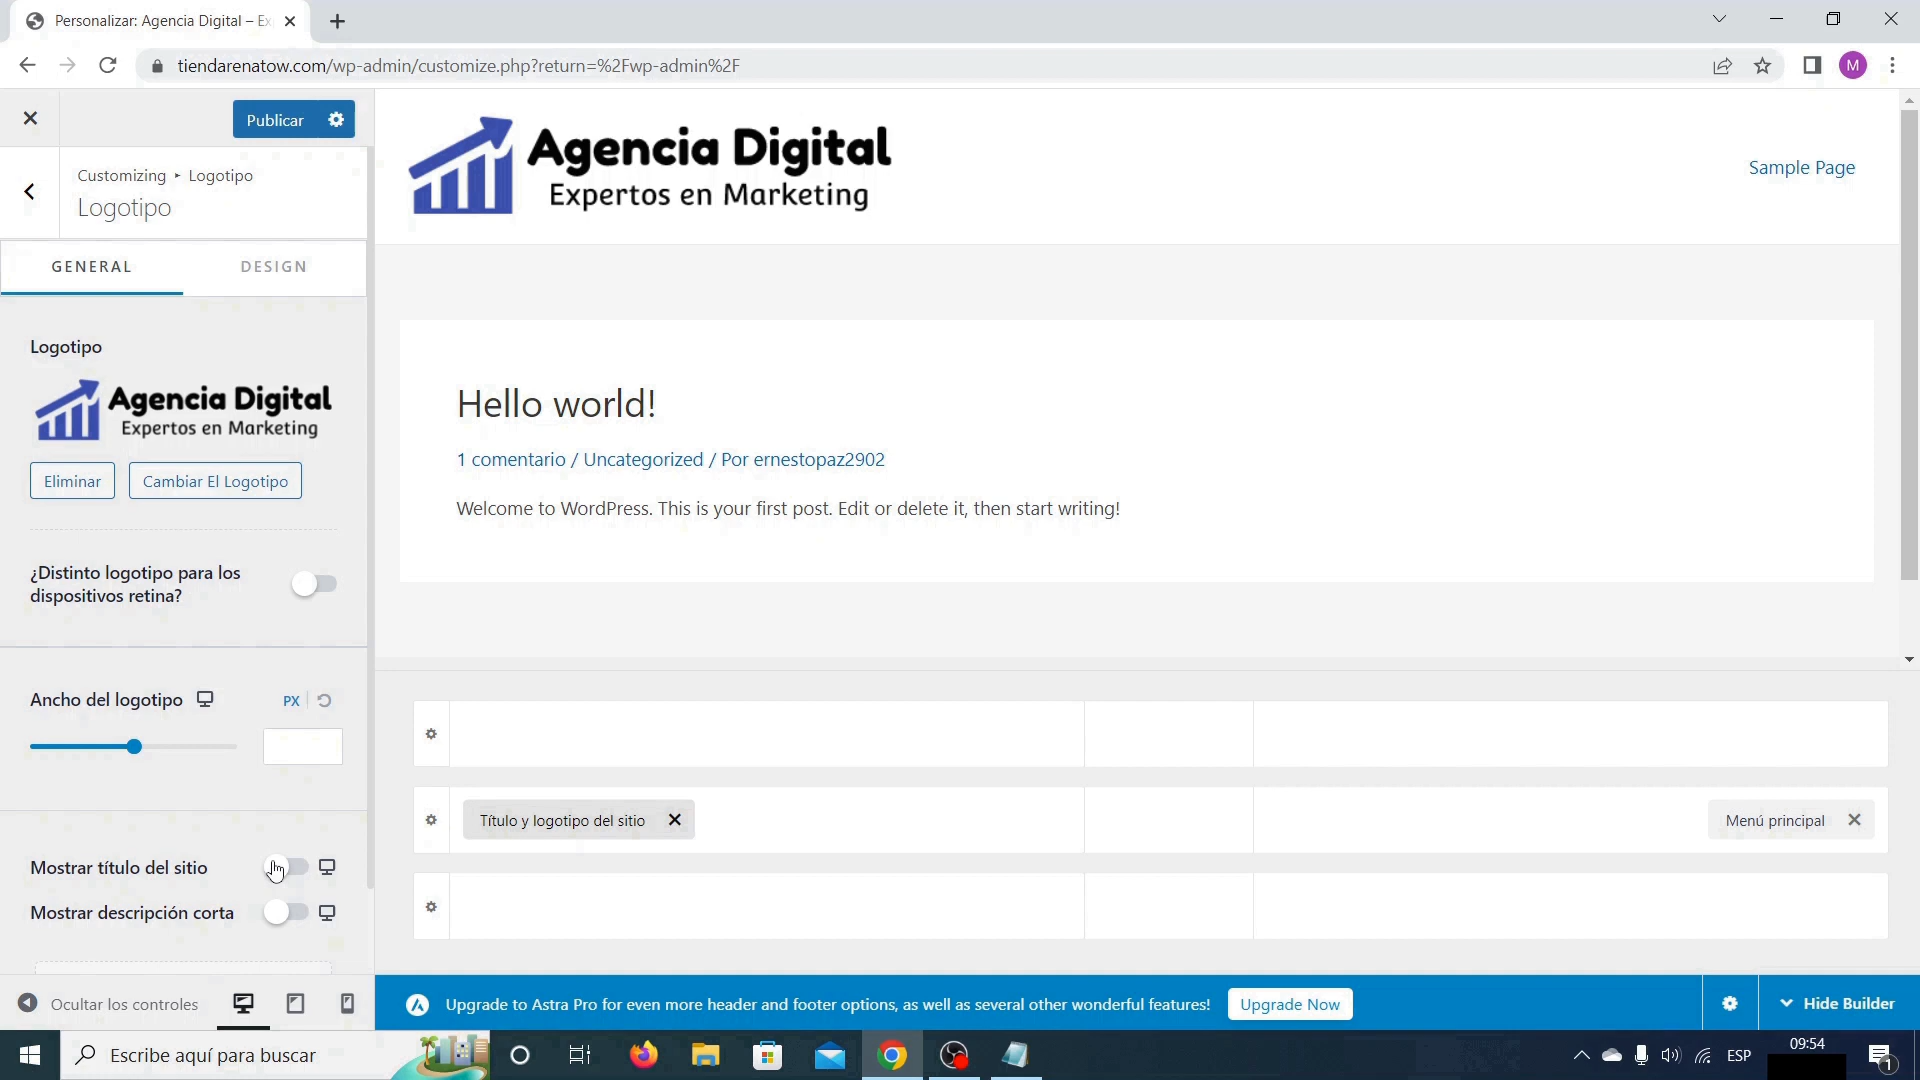 Personalizar: Agencia Digital – Ex
tiendarenatow.com/wp-admin/customize.php?return=%2Fwp-admin%2F
M
Publicar
Customizing ▸ Logotipo
Logotipo
GENERAL
DESIGN
Logotipo
Agencia Digital
Expertos en Marketing
Eliminar
Cambiar El Logotipo
¿Distinto logotipo para los
dispositivos retina?
Ancho del logotipo
PX
Mostrar título del sitio
Mostrar descripción corta
Ocultar los controles
Agencia Digital
Expertos en Marketing
Sample Page
Hello world!
1 comentario / Uncategorized / Por ernestopaz2902
Welcome to WordPress. This is your first post. Edit or delete it, then start writing!
Título y logotipo del sitio
Menú principal
Upgrade to Astra Pro for even more header and footer options, as well as several other wonderful features!
Upgrade Now
Hide Builder
Escribe aquí para buscar
ESP
09:54
1